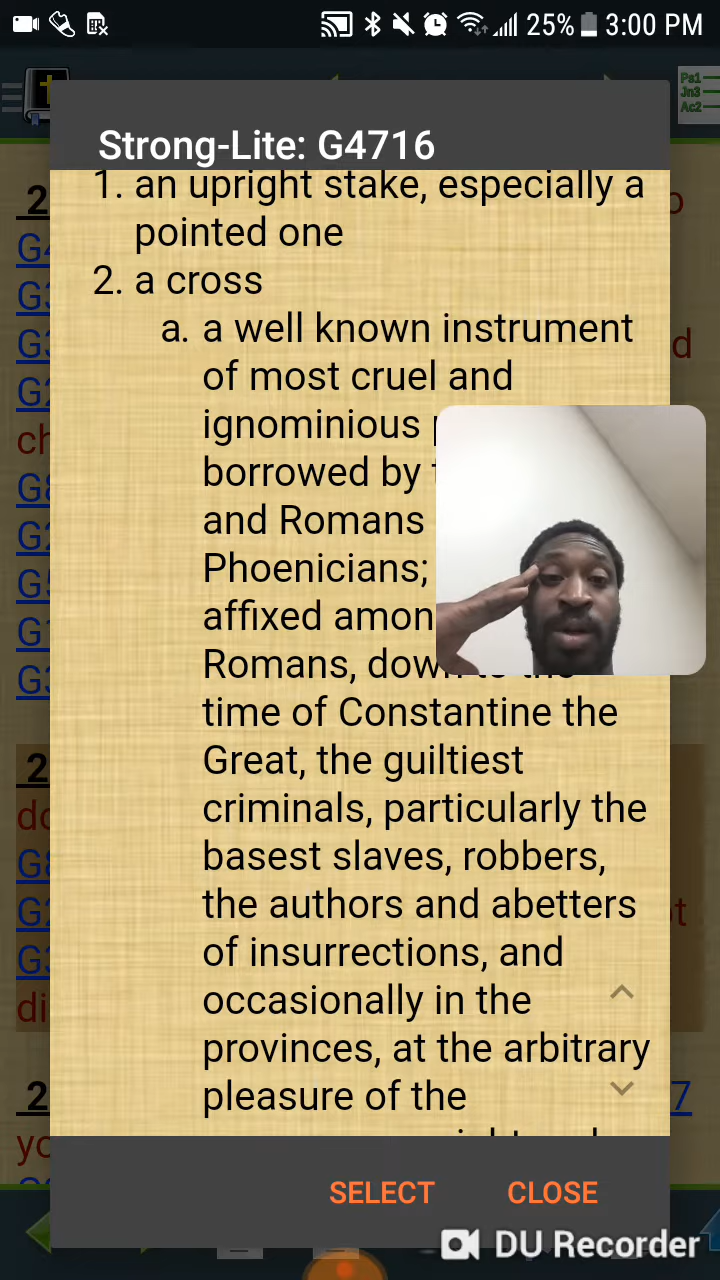 25% 3:00 PM
Ps1
Jn3
Ac2
Strong-Lite: G4716
1. an upright stake, especially a
pointed one
2. a cross
a. a well known instrument
of most cruel and
ignominious
borrowed by
and Romans
Phoenicians;
affixed
Romans,
time of Constantine the
Great, the guiltiest
criminals, particularly the
basest slaves, robbers,
the authors and abetters
of insurrections, and
occasionally in the
provinces, at the arbitrary
pleasure of the
SELECT CLOSE
DU Recorder